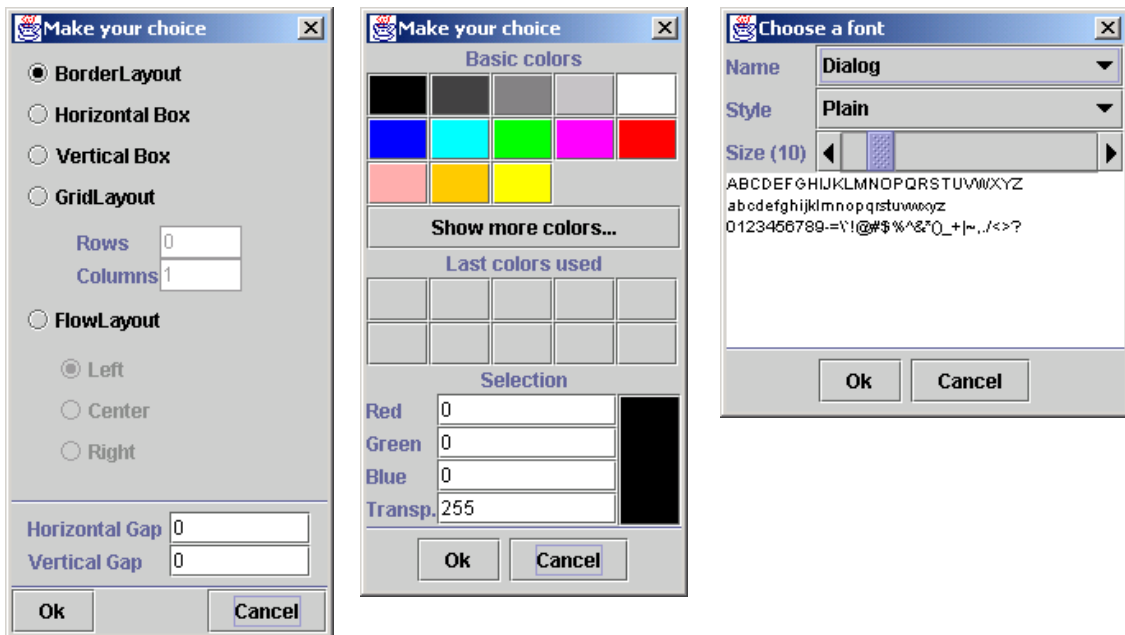 Make your choice
BorderLayout
Horizontal Box
Vertical Box
GridLayout
Rows 0
Columns 1
FlowLayout
Left
Center
Right
Horizontal Gap 0
Vertical Gap 0
Ok Cancel
Make your choice
Basic colors
Show more colors...
Last colors used
Selection
Red 0
Green 0
Blue 0
Transp. 255
Ok Cancel
Choose a font
Name Dialog
Style Plain
Size (10)
ABCDEFGHIJKLMNOPQRSTUVWXYZ
abcdefghijklmnopqrstuvwxyz
0123456789-=\'!@#$%^&*()_+|~,./<>?
Ok Cancel